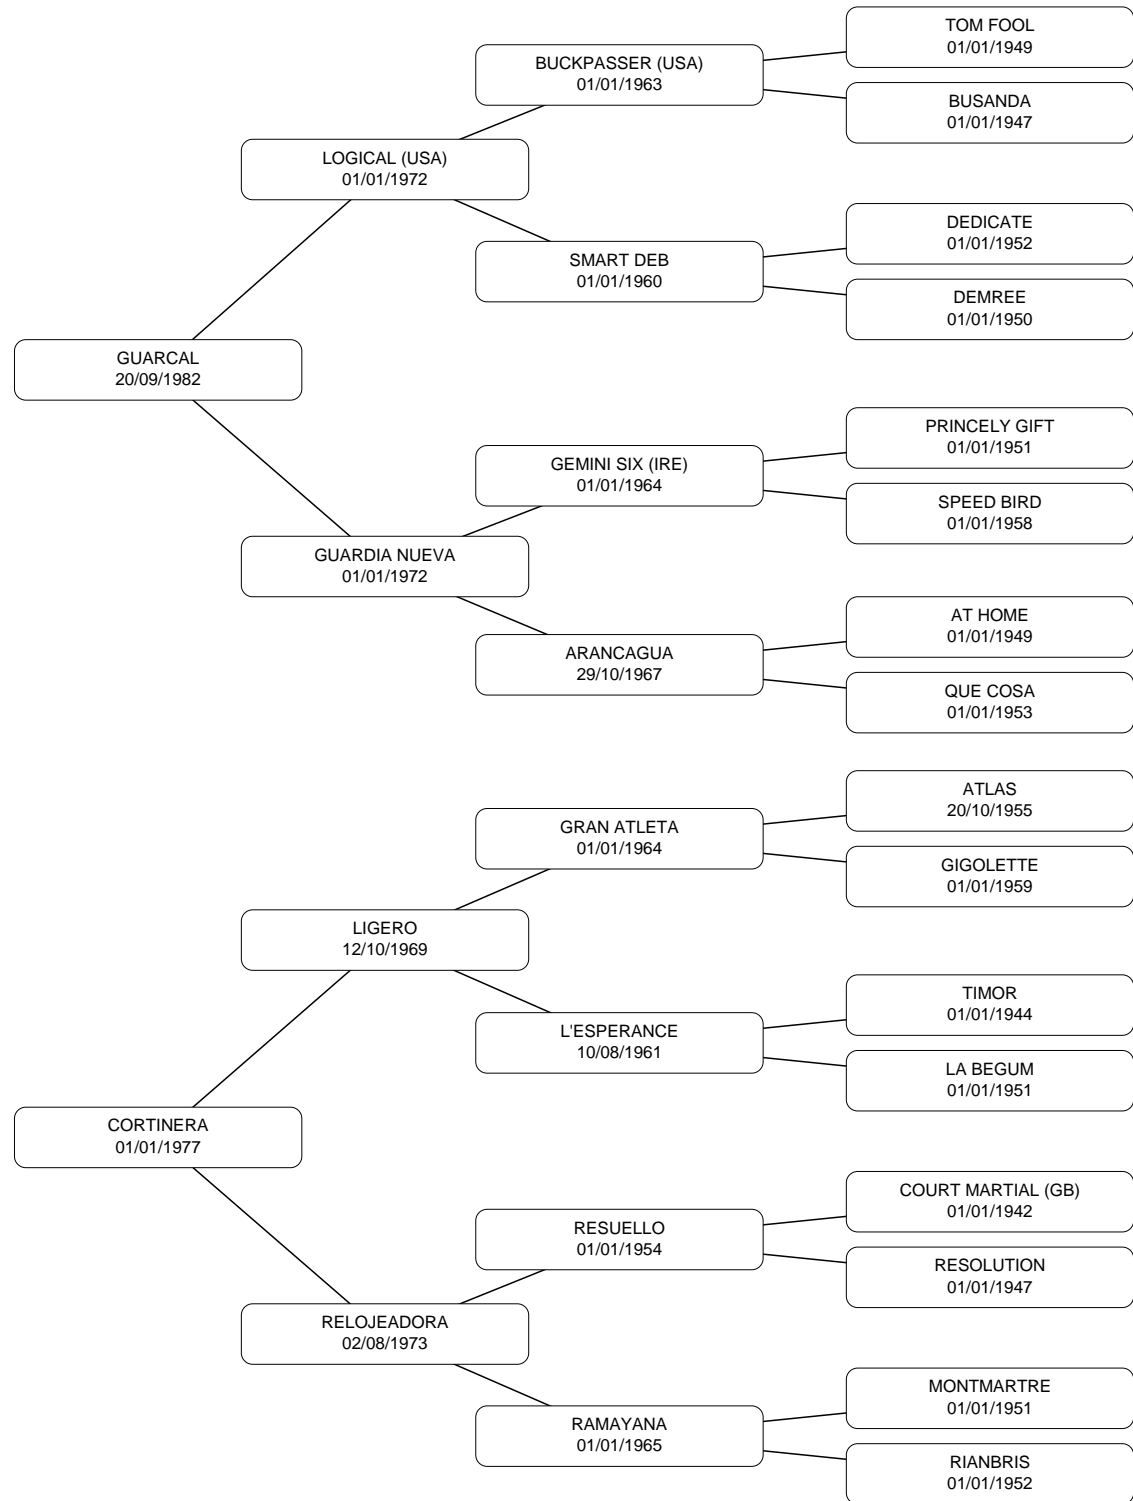 TOM FOOL
01/01/1949
BUCKPASSER (USA)
01/01/1963
BUSANDA
01/01/1947
LOGICAL (USA)
01/01/1972
DEDICATE
01/01/1952
SMART DEB
01/01/1960
DEMREE
01/01/1950
GUARCAL
20/09/1982
PRINCELY GIFT
01/01/1951
GEMINI SIX (IRE)
01/01/1964
SPEED BIRD
01/01/1958
GUARDIA NUEVA
01/01/1972
AT HOME
01/01/1949
ARANCAGUA
29/10/1967
QUE COSA
01/01/1953
ATLAS
20/10/1955
GRAN ATLETA
01/01/1964
GIGOLETTE
01/01/1959
LIGERO
12/10/1969
TIMOR
01/01/1944
L'ESPERANCE
10/08/1961
LA BEGUM
01/01/1951
CORTINERA
01/01/1977
COURT MARTIAL (GB)
01/01/1942
RESUELLO
01/01/1954
RESOLUTION
01/01/1947
RELOJEADORA
02/08/1973
MONTMARTRE
01/01/1951
RAMAYANA
01/01/1965
RIANBRIS
01/01/1952